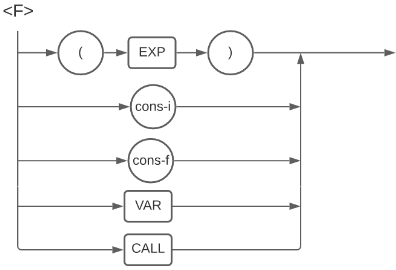 <F>
( EXP )
cons-i
cons-f
VAR
CALL